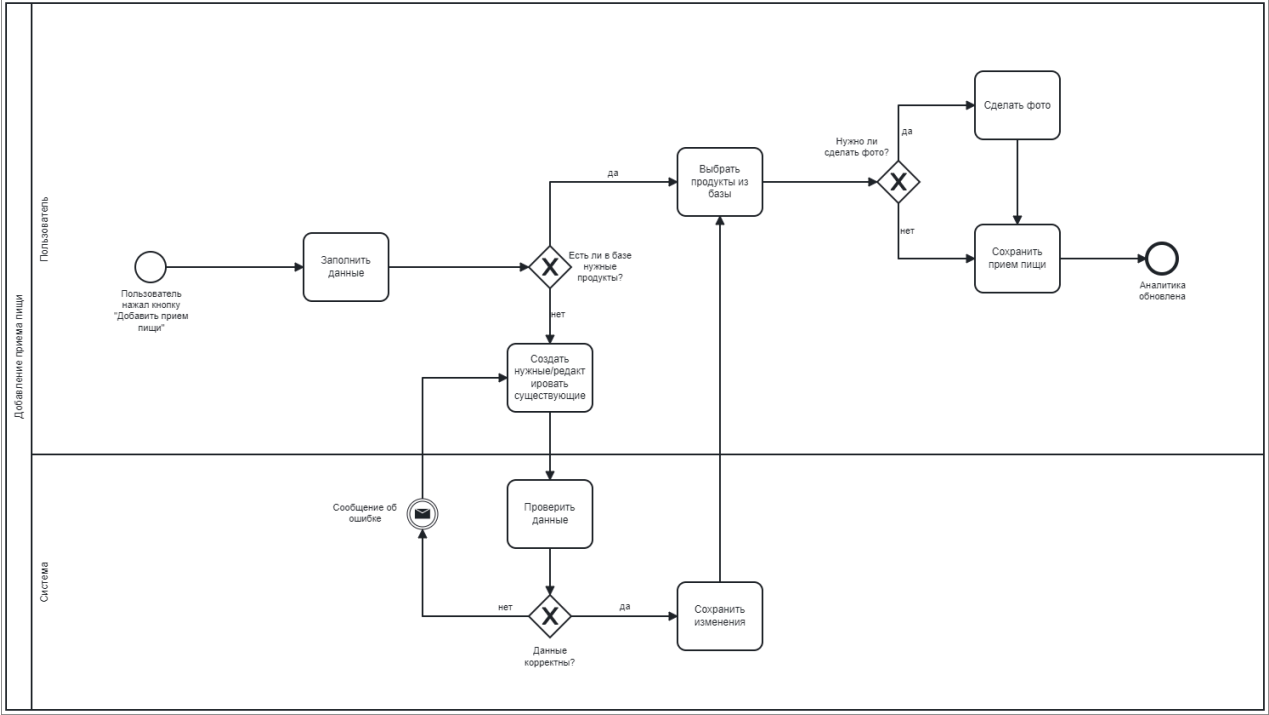 Добавление приема пищи
Пользователь
Система
Пользователь
нажал кнопку
"Добавить прием
пищи"
Заполнить
данные
Есть ли в базе
нужные
продукты?
да
нет
Выбрать
продукты из
базы
Нужно ли
сделать фото?
да
нет
Сделать фото
Сохранить
прием пищи
Аналитика
обновлена
Создать
нужные/редакт
ировать
существующие
Проверить
данные
Сообщение об
ошибке
нет
да
Данные
корректны?
Сохранить
изменения